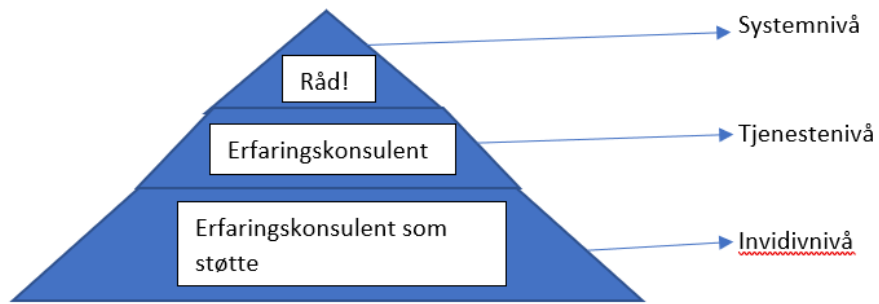 Systemnivå
Råd!
Tjenestenivå
Erfaringskonsulent
Erfaringskonsulent som
støtte
Invidivnivå